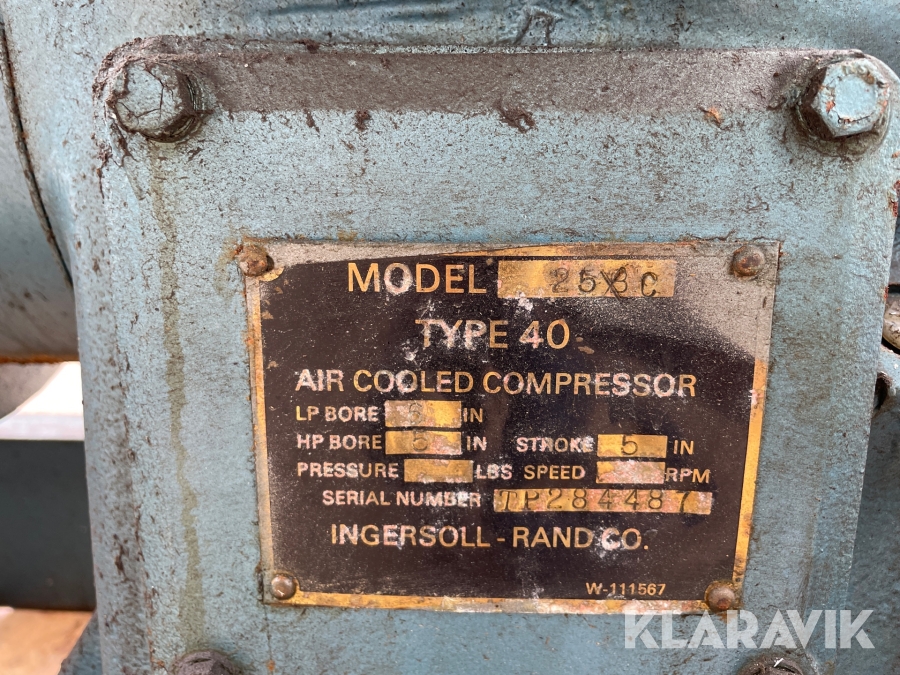 MODEL
TYPE 40
AIR COOLED COMPRESSOR
LP BORE IN
HP BORE 5 IN STROKE 5 IN
PRESSURE LBS SPEED RPM
SERIAL NUMBER TP284487
INGERSOLL - RAND CO.
W-111567
KLARAVIK